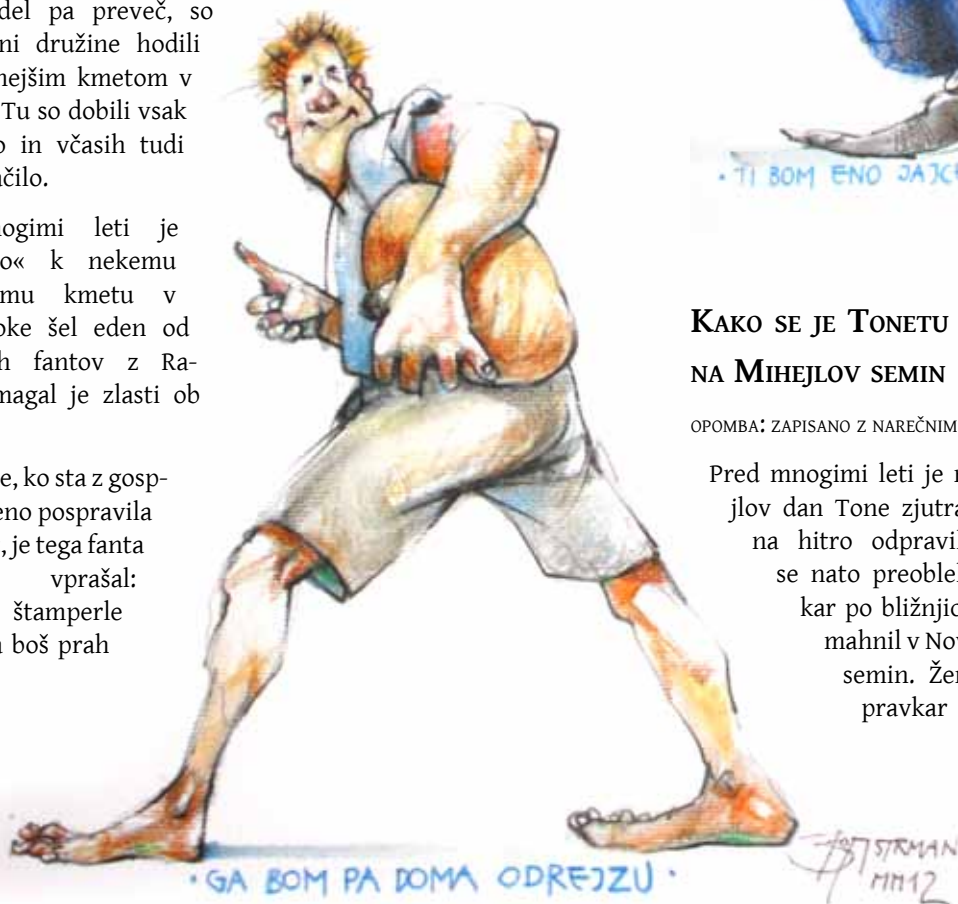 del pa preveč, so
ni družine hodili
nejšim kmetom v
Tu so dobili vsak
o in včasih tudi
čilo.
nogimi leti je
o« k nekemu
mu kmetu v
oke šel eden od
h fantov z Ra-
magal je zlasti ob
e, ko sta z gosp-
eno pospravila
, je tega fanta
vprašal:
štamperle
boš prah
• GA BOM PA DOMA ODREJZU •
STRMAN
MM12
• TI BOM ENO JAJCE
Kako se je Tonetu
na Mihejlov semin
opomba: zapisano z narečnim
Pred mnogimi leti je
jlov dan Tone zjutra
na hitro odpravil
se nato preoblek
kar po bližnjic
mahnil v Nov
semin. Žen
pravkar